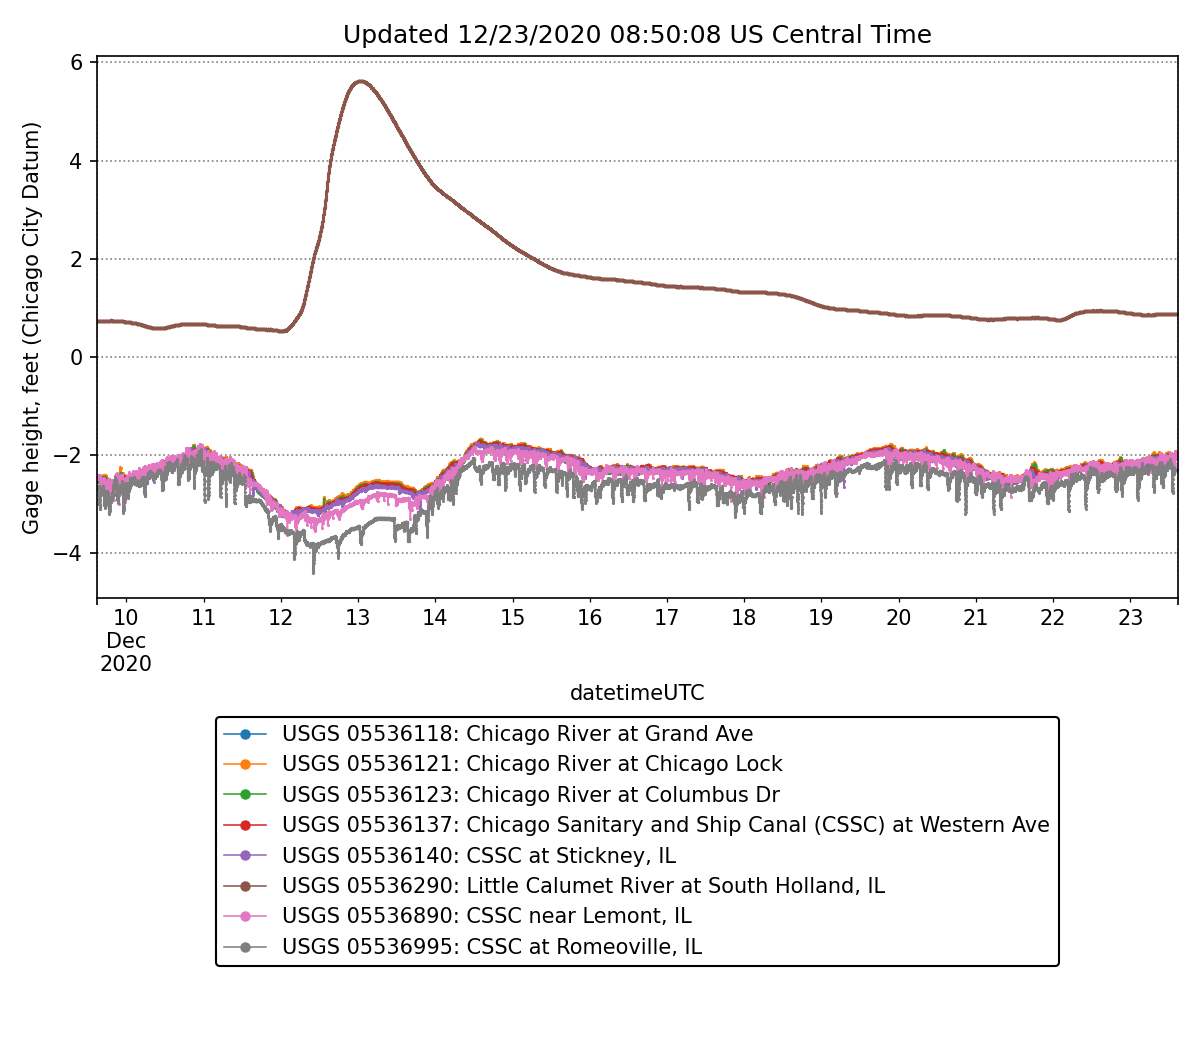 Updated 12/23/2020 08:50:08 US Central Time
Gage height, feet (Chicago City Datum)
6
4
2
0
−2
−4
10 11 12 13 14 15 16 17 18 19 20 21 22 23
Dec
2020
datetimeUTC
USGS 05536118: Chicago River at Grand Ave
USGS 05536121: Chicago River at Chicago Lock
USGS 05536123: Chicago River at Columbus Dr
USGS 05536137: Chicago Sanitary and Ship Canal (CSSC) at Western Ave
USGS 05536140: CSSC at Stickney, IL
USGS 05536290: Little Calumet River at South Holland, IL
USGS 05536890: CSSC near Lemont, IL
USGS 05536995: CSSC at Romeoville, IL